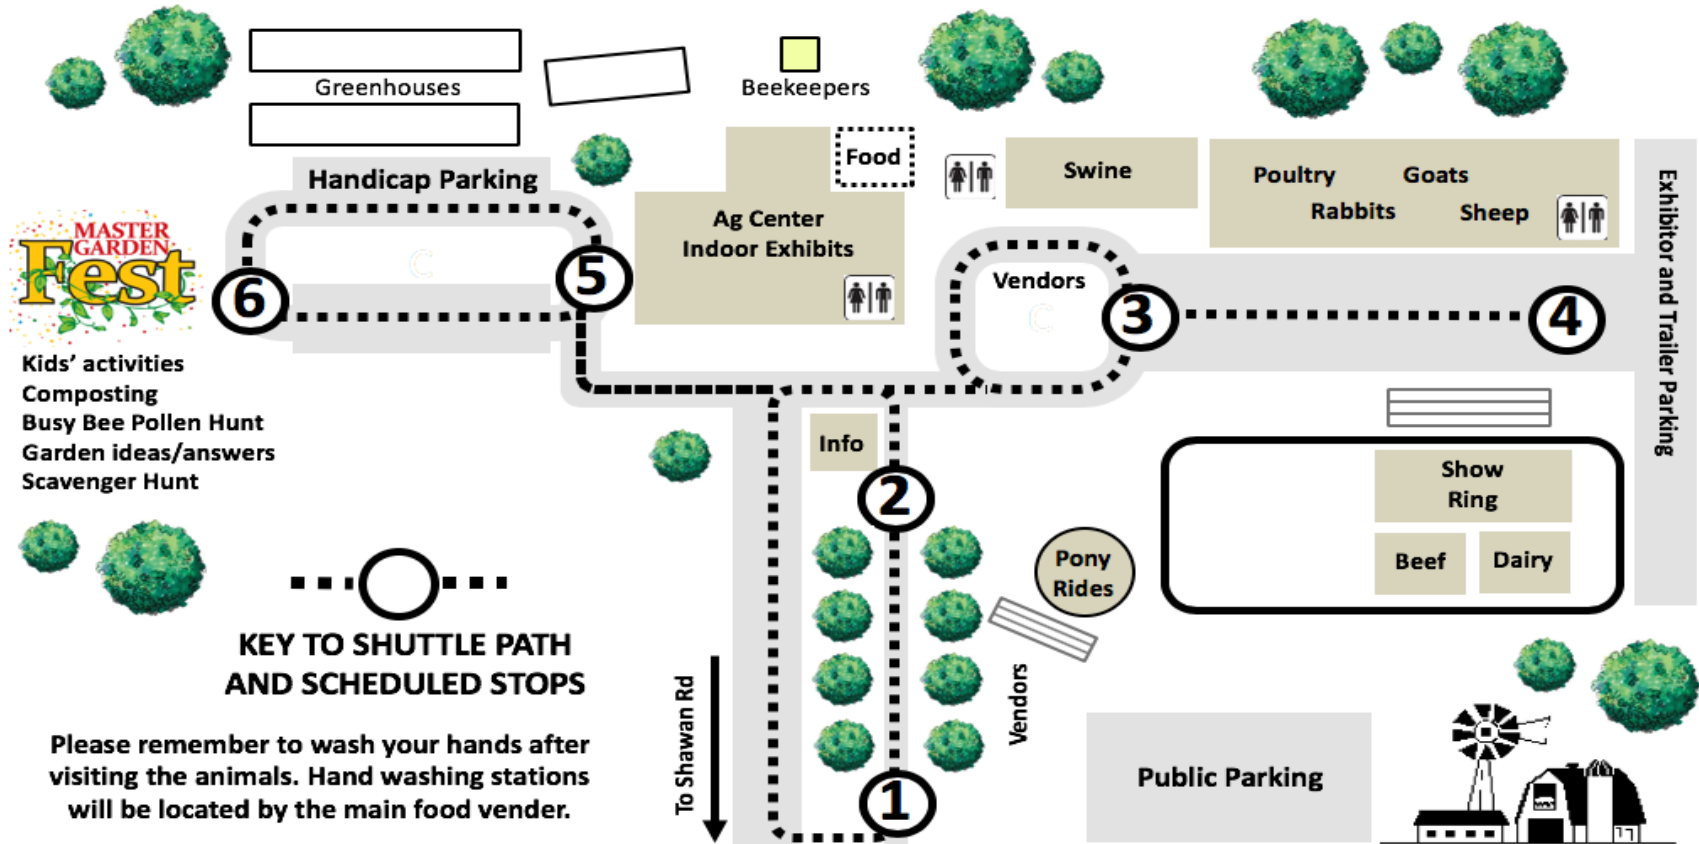 Greenhouses
Beekeepers
Handicap Parking
Food
Swine
Poultry
Goats
Rabbits
Sheep
Exhibitor and Trailer Parking
MASTER
GARDEN
Fest
C
Ag Center
Indoor Exhibits
Vendors
C
6
5
3
4
Kids' activities
Composting
Busy Bee Pollen Hunt
Garden ideas/answers
Scavenger Hunt
Info
2
Show
Ring
Beef
Dairy
Pony
Rides
KEY TO SHUTTLE PATH
AND SCHEDULED STOPS
To Shawan Rd
Vendors
Please remember to wash your hands after
visiting the animals. Hand washing stations
will be located by the main food vender.
1
Public Parking